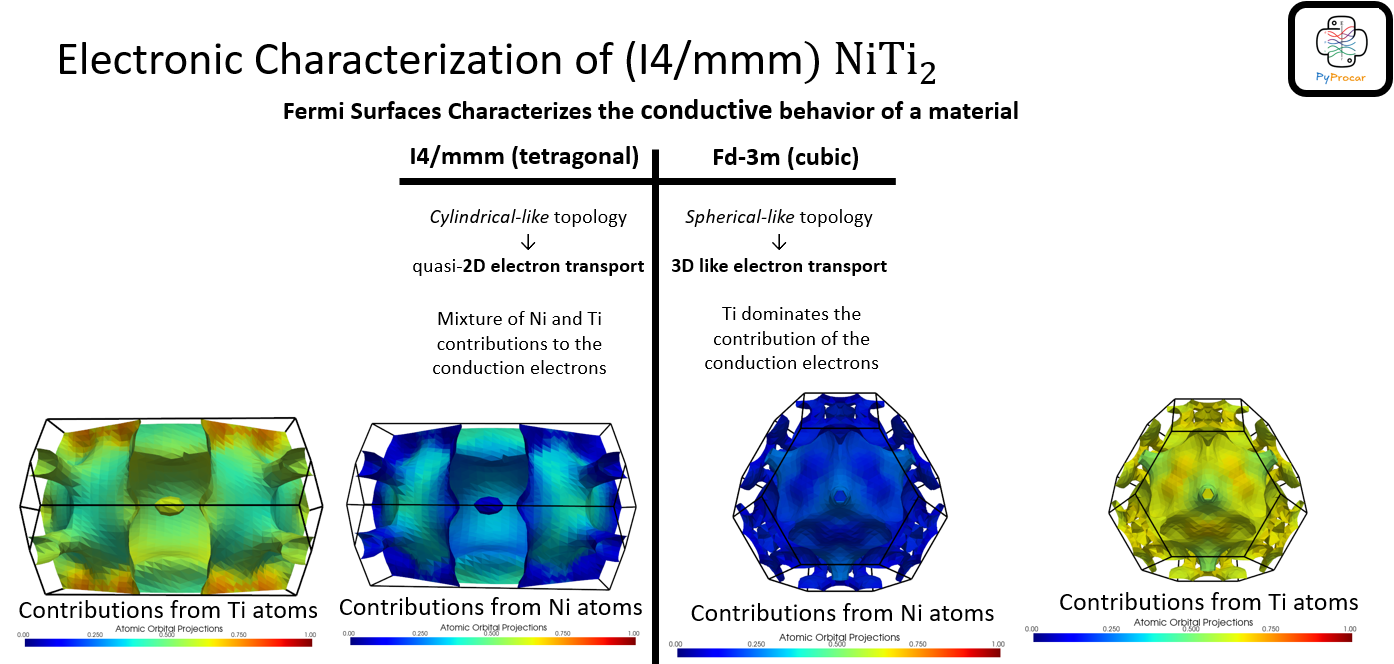 Electronic Characterization of (I4/mmm) NiTi₂
PyProcar
Fermi Surfaces Characterizes the conductive behavior of a material
I4/mmm (tetragonal)
Fd-3m (cubic)
Cylindrical-like topology
↓
quasi-2D electron transport
Mixture of Ni and Ti
contributions to the
conduction electrons
Spherical-like topology
↓
3D like electron transport
Ti dominates the
contribution of the
conduction electrons
Contributions from Ti atoms
Atomic Orbital Projections
0.00 0.250 0.500 0.750 1.00
Contributions from Ni atoms
Atomic Orbital Projections
0.00 0.250 0.500 0.750 1.00
Contributions from Ni atoms
Atomic Orbital Projections
0.00 0.250 0.500 0.750 1.00
Contributions from Ti atoms
Atomic Orbital Projections
0.00 0.250 0.500 0.750 1.00